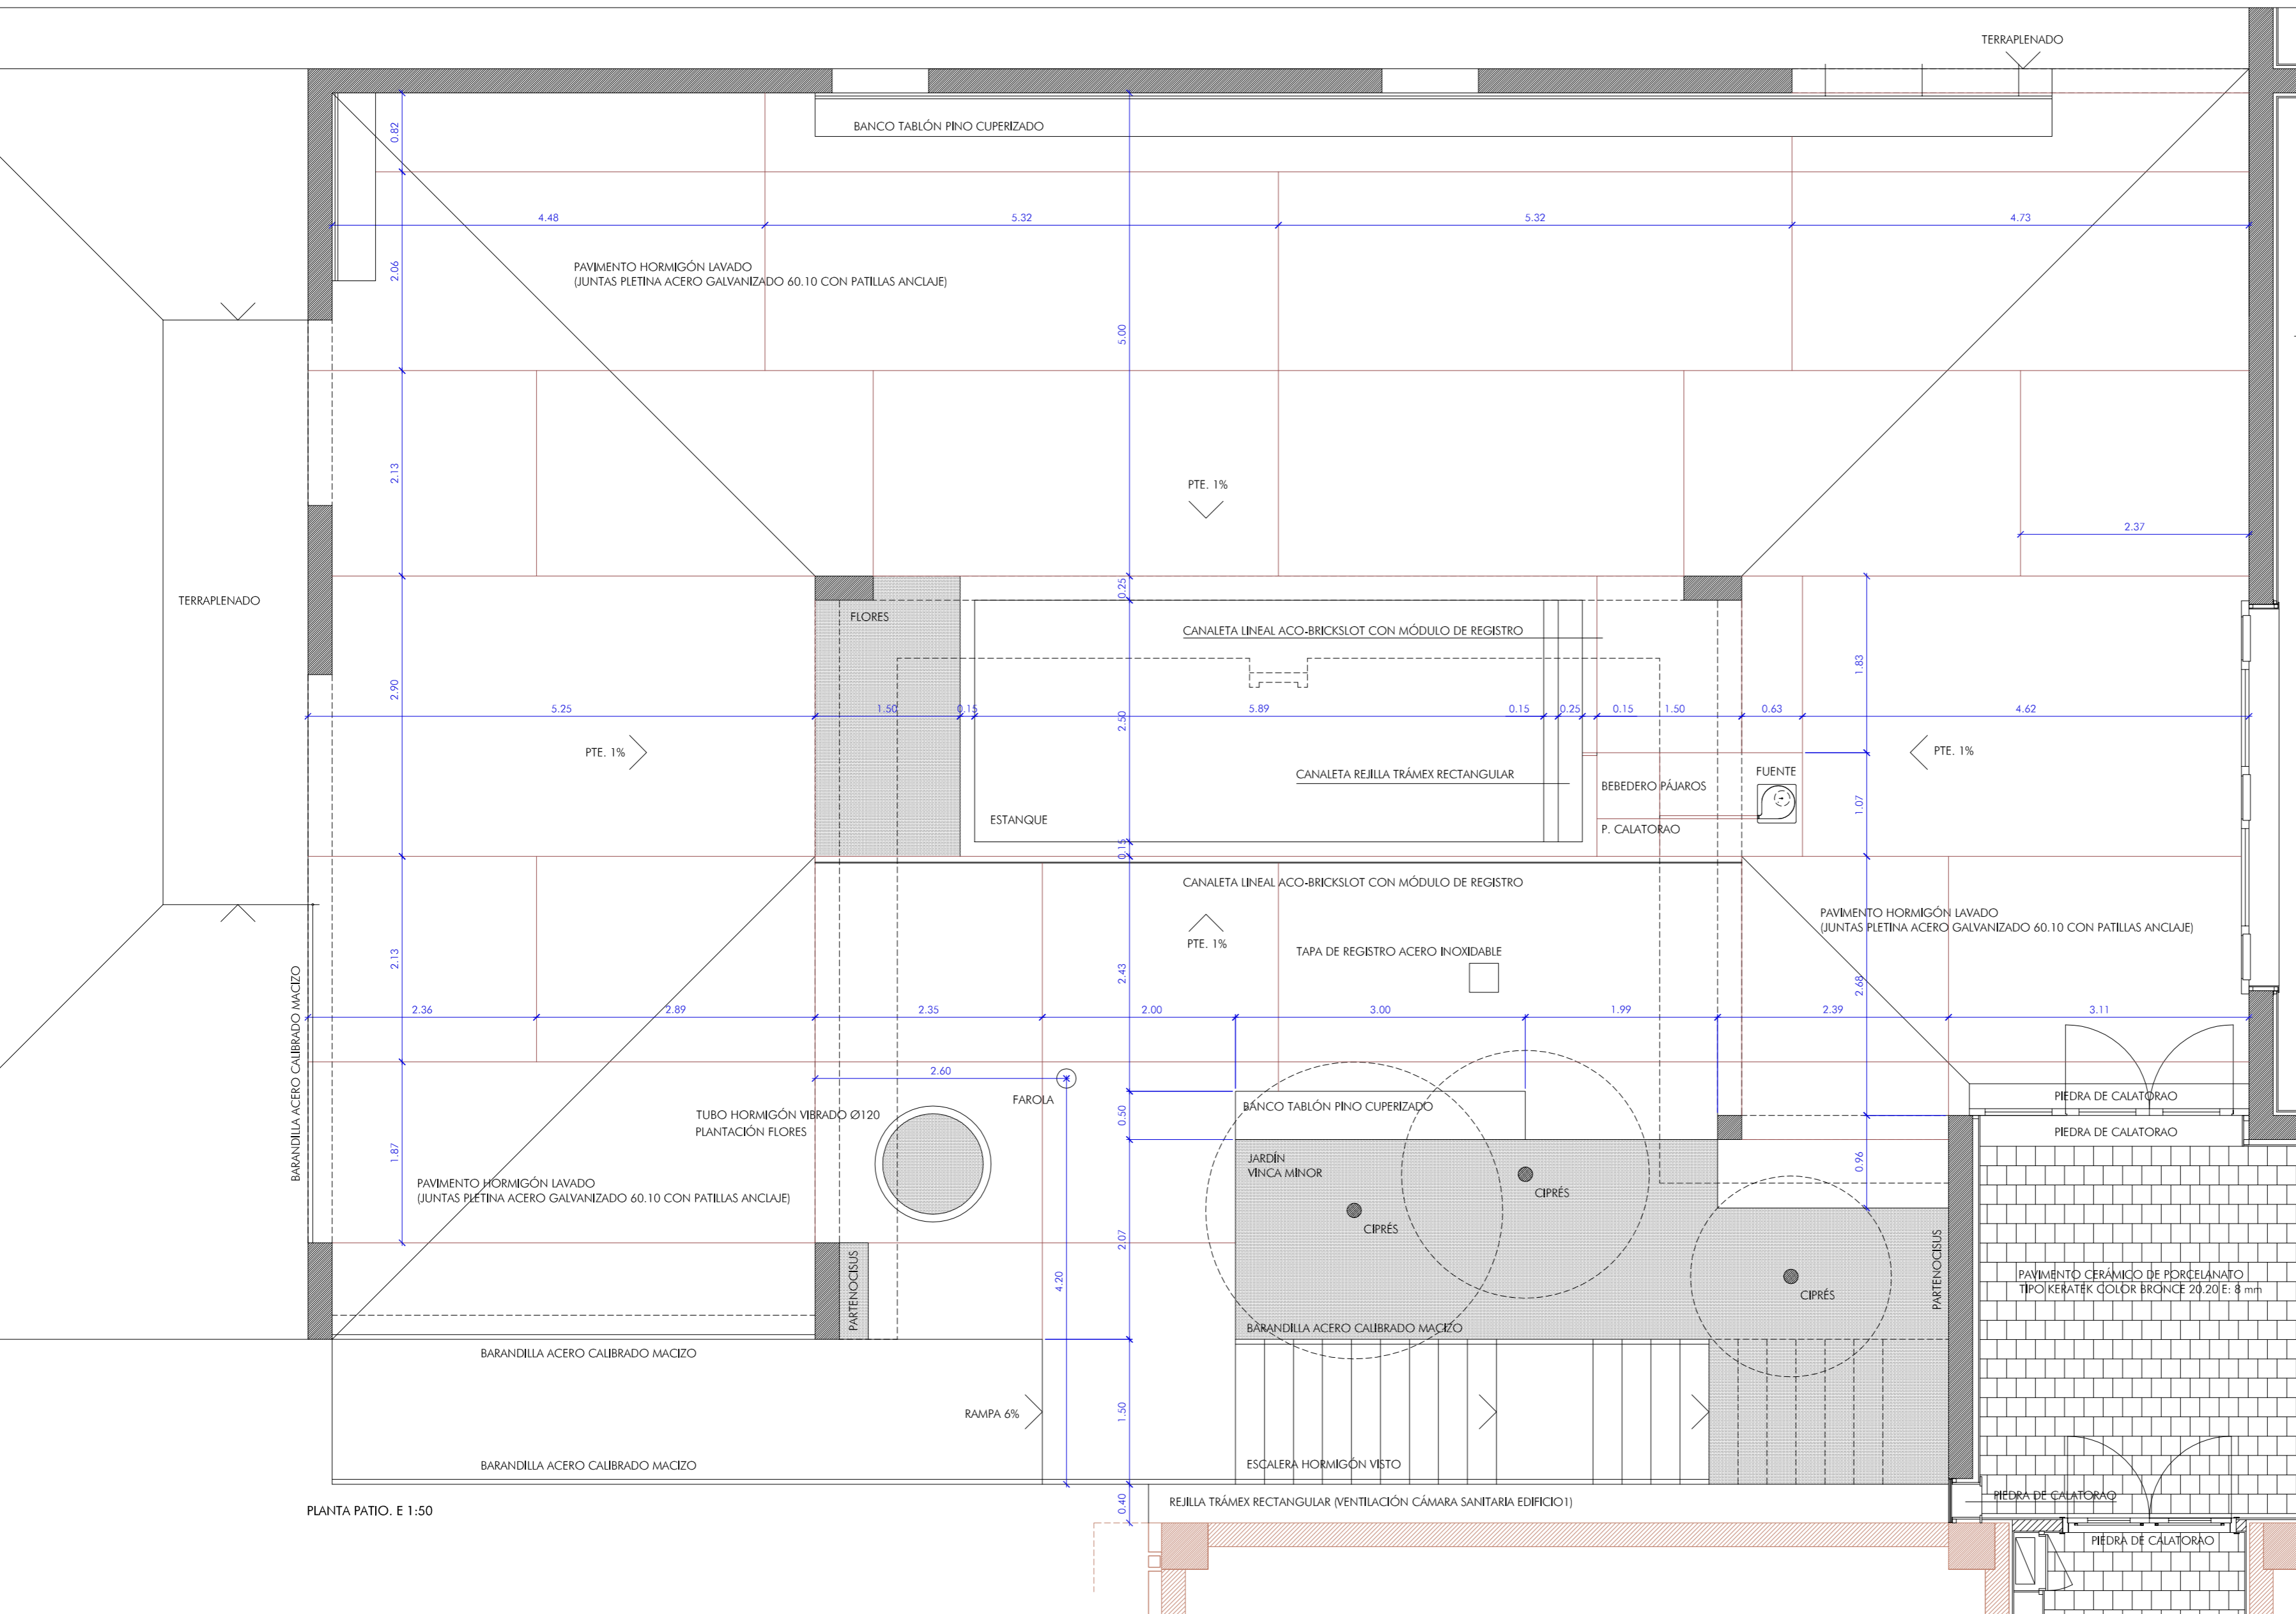 TERRAPLENADO
BANCO TABLÓN PINO CUPERIZADO
0.82
4.48
5.32
5.32
4.73
PAVIMENTO HORMIGÓN LAVADO
(JUNTAS PLETINA ACERO GALVANIZADO 60.10 CON PATILLAS ANCLAJE)
2.06
5.00
2.13
PTE. 1%
2.37
TERRAPLENADO
FLORES
0.25
CANALETA LINEAL ACO-BRICKSLOT CON MÓDULO DE REGISTRO
1.83
2.90
5.25
1.50
0.15
5.89
2.50
0.15
0.25
0.15
1.50
0.63
4.62
PTE. 1%
PTE. 1%
CANALETA REJILLA TRÁMEX RECTANGULAR
FUENTE
BEBEDERO PÁJAROS
1.07
ESTANQUE
P. CALATORAO
0.15
CANALETA LINEAL ACO-BRICKSLOT CON MÓDULO DE REGISTRO
PAVIMENTO HORMIGÓN LAVADO
(JUNTAS PLETINA ACERO GALVANIZADO 60.10 CON PATILLAS ANCLAJE)
PTE. 1%
TAPA DE REGISTRO ACERO INOXIDABLE
2.13
2.43
2.68
BARANDILLA ACERO CALIBRADO MACIZO
2.36
2.89
2.35
2.00
3.00
1.99
2.39
3.11
2.60
FAROLA
TUBO HORMIGÓN VIBRADO Ø120
PLANTACIÓN FLORES
0.50
BANCO TABLÓN PINO CUPERIZADO
PIEDRA DE CALATORAO
PIEDRA DE CALATORAO
1.87
JARDÍN
VINCA MINOR
0.96
PAVIMENTO HORMIGÓN LAVADO
(JUNTAS PLETINA ACERO GALVANIZADO 60.10 CON PATILLAS ANCLAJE)
CIPRÉS
CIPRÉS
2.07
4.20
PARTENOCISUS
CIPRÉS
PARTENOCISUS
PAVIMENTO CERÁMICO DE PORCELANATO
TIPO KERATEK COLOR BRONCE 20.20 E: 8 mm
BARANDILLA ACERO CALIBRADO MACIZO
BARANDILLA ACERO CALIBRADO MACIZO
RAMPA 6%
1.50
BARANDILLA ACERO CALIBRADO MACIZO
ESCALERA HORMIGÓN VISTO
PLANTA PATIO. E 1:50
0.40
REJILLA TRÁMEX RECTANGULAR (VENTILACIÓN CÁMARA SANITARIA EDIFICIO1)
PIEDRA DE CALATORAO
PIEDRA DE CALATORAO